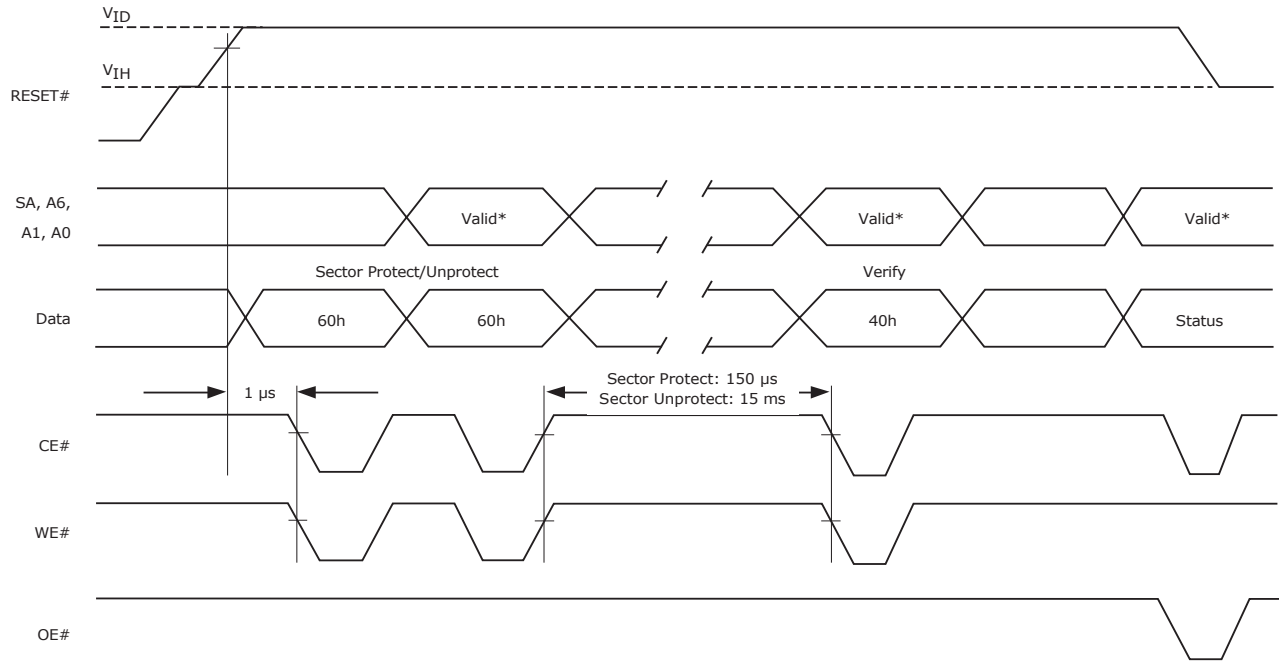 VID
VIH
RESET#
SA, A6,
A1, A0
Valid*
Valid*
Valid*
Sector Protect/Unprotect
Verify
Data
60h
60h
40h
Status
1 µs
Sector Protect: 150 µs
Sector Unprotect: 15 ms
CE#
WE#
OE#